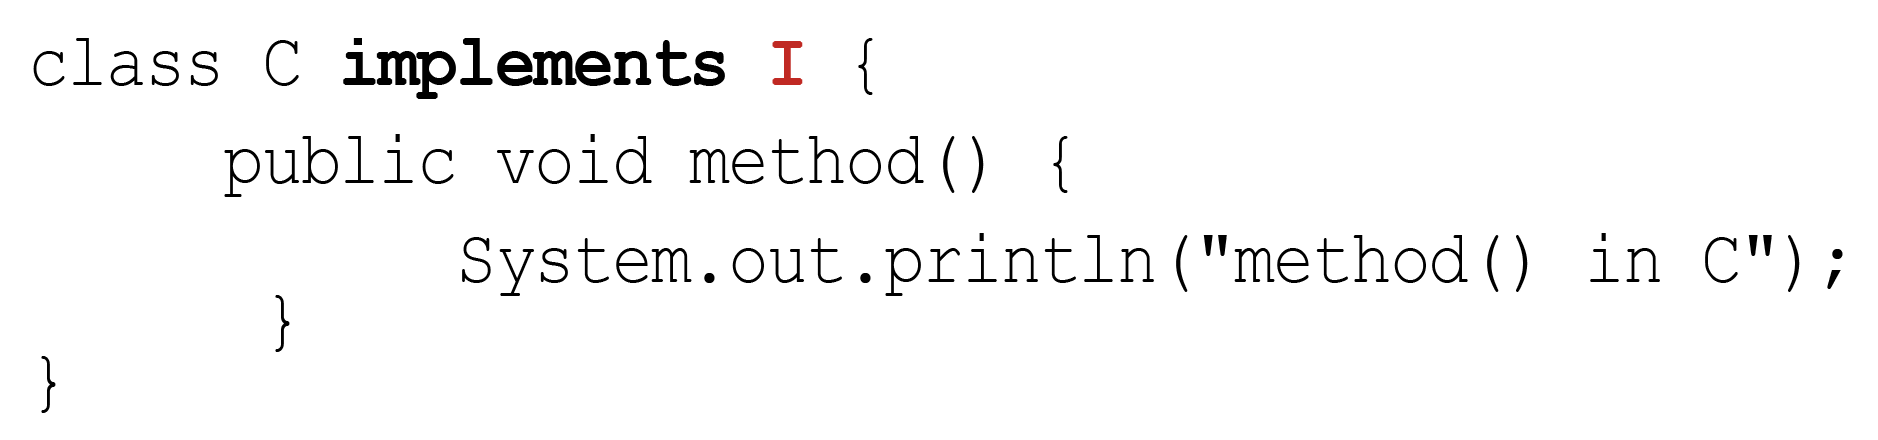 class C implements I {
public void method() {
System.out.println("method() in C");
}
}